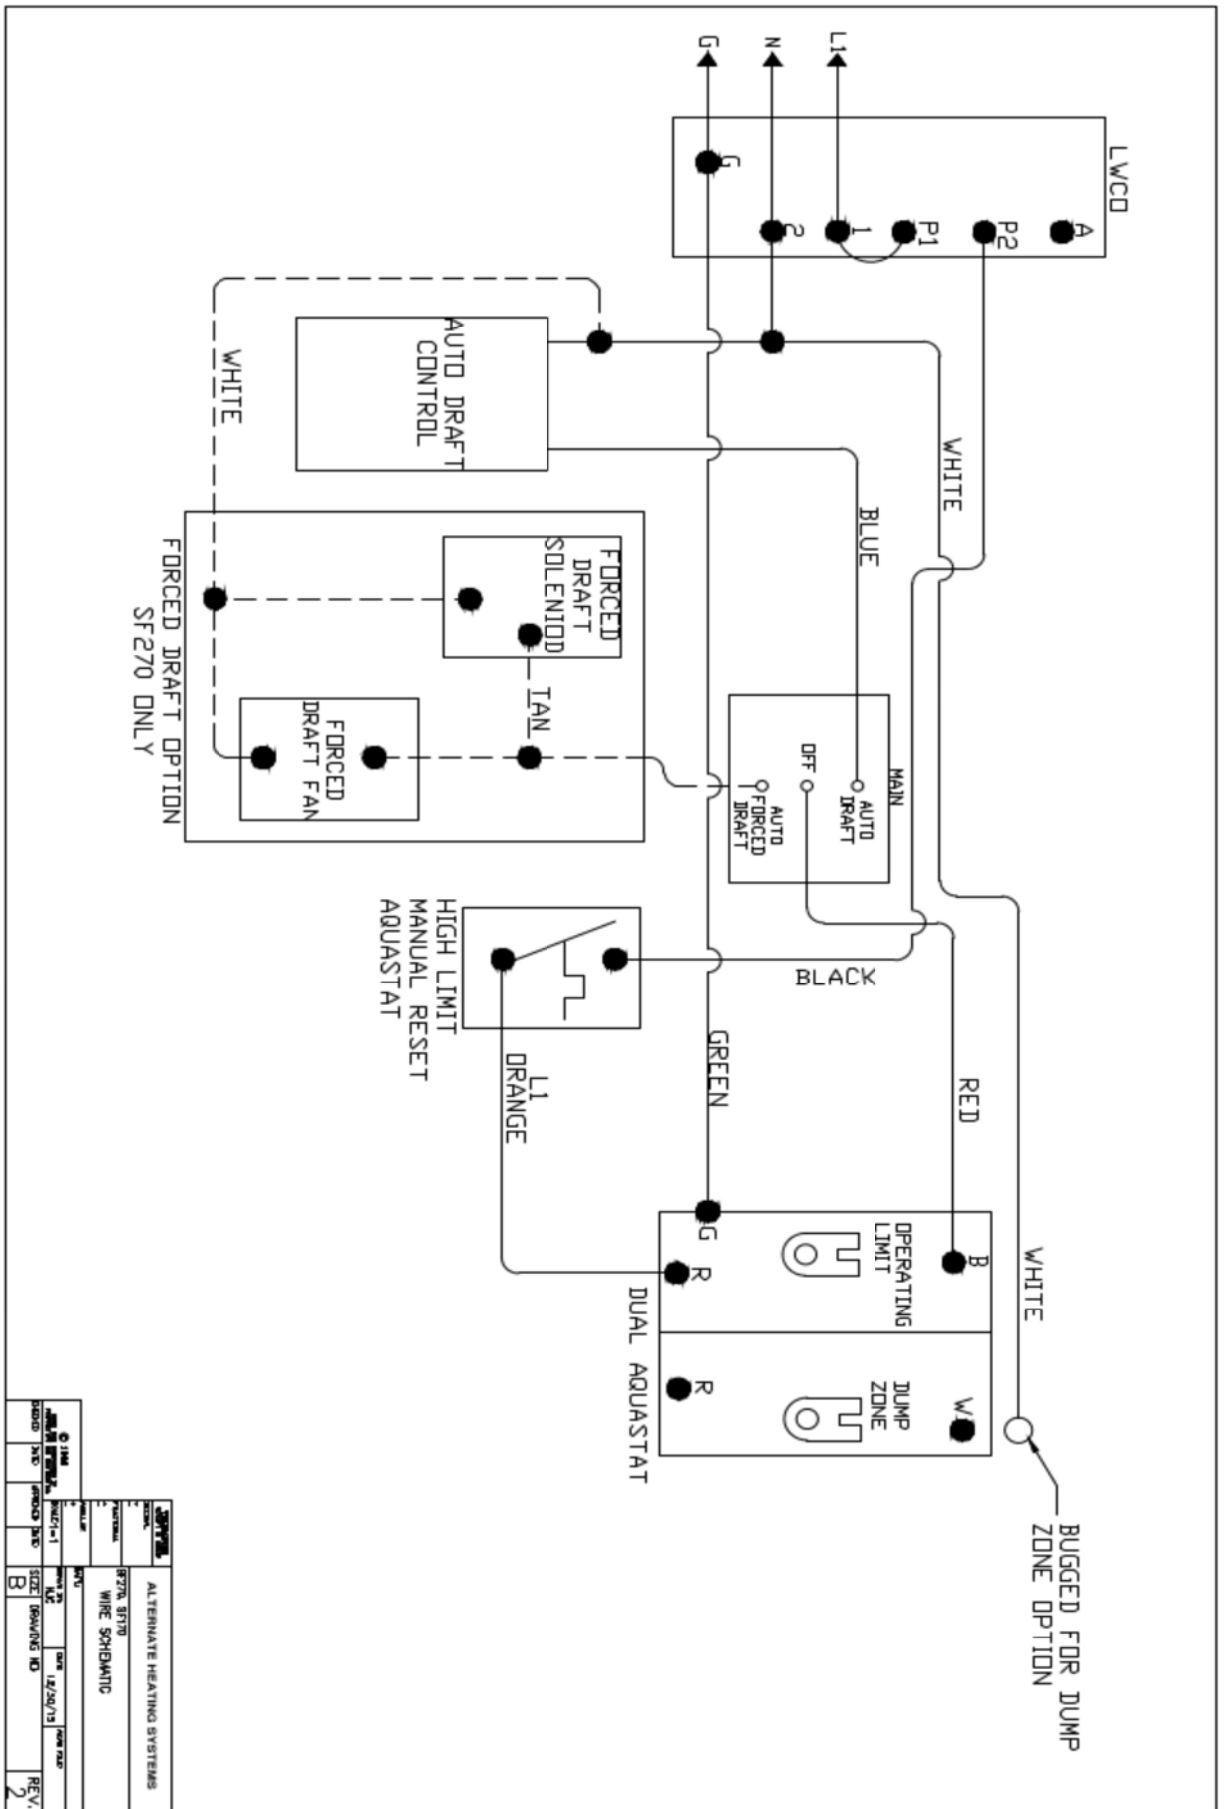 L1
N
G
LWCO
A
P2
P1
1
2
G
AUTO DRAFT
CONTROL
WHITE
WHITE
BLUE
FORCED
DRAFT
SOLENIOD
TAN
FORCED
DRAFT FAN
FORCED DRAFT OPTION
SF270 ONLY
MAIN
AUTO
DRAFT
OFF
AUTO
FORCED
DRAFT
HIGH LIMIT
MANUAL RESET
AQUASTAT
BLACK
L1
ORANGE
GREEN
RED
WHITE
B
OPERATING
LIMIT
G
R
DUAL AQUASTAT
W
DUMP
ZONE
R
BUGGED FOR DUMP
ZONE OPTION
ALTERNATE HEATING SYSTEMS
SF270, SF170
WIRE SCHEMATIC
SIZE
B
DRAWING NO
REV.
2